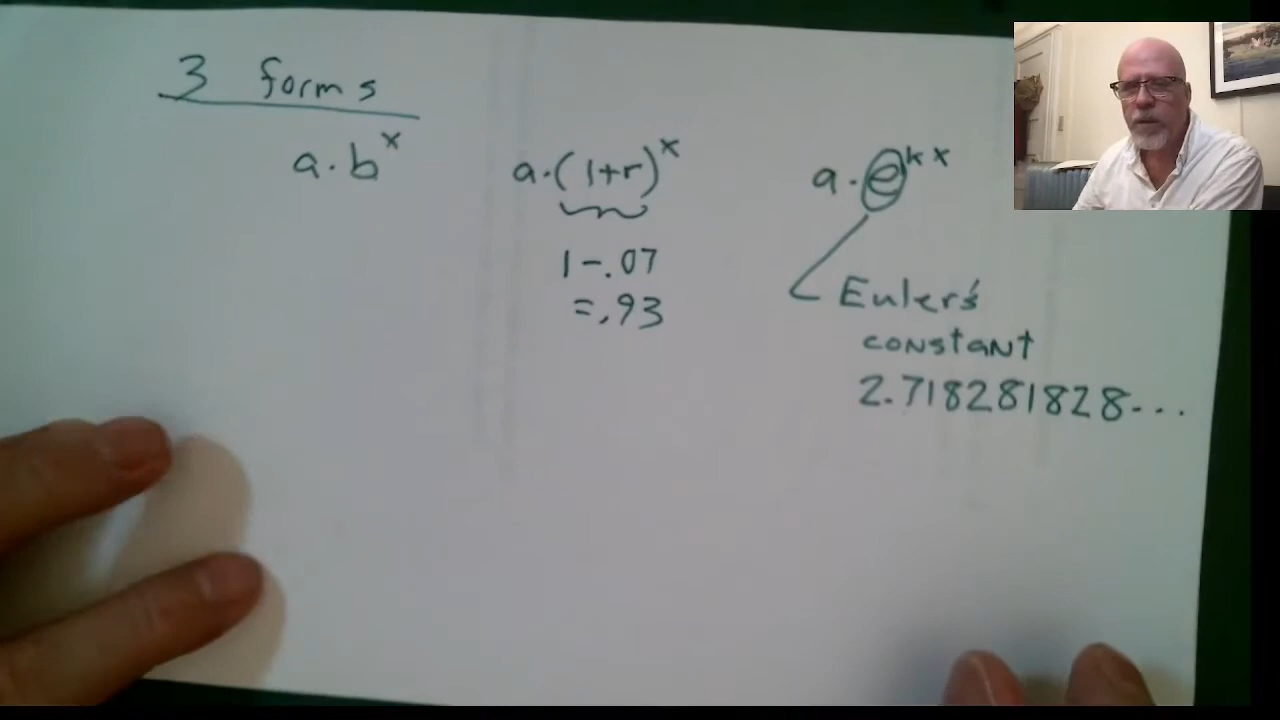 3 forms
a·b^x
a·(1+r)^x
1-.07
=.93
a·e^kx
Euler's
constant
2.718281828...